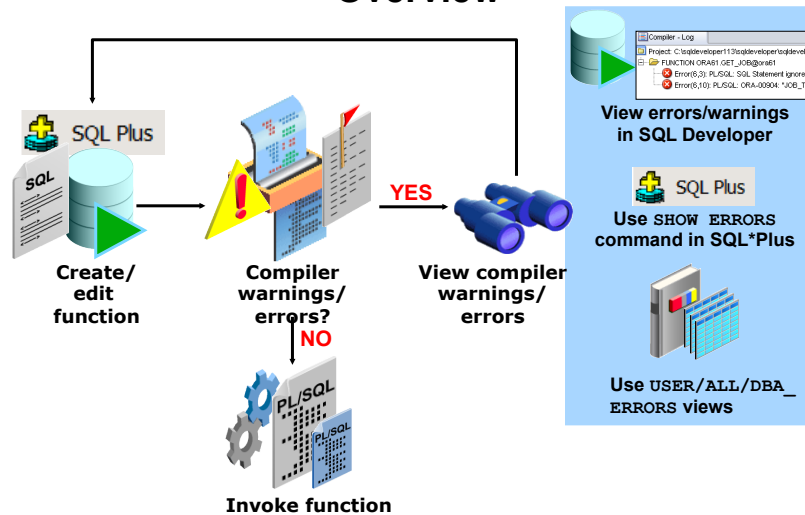 Overview
SQL Plus
SQL
Create/
edit
function
Compiler
warnings/
errors?
YES
View compiler
warnings/
errors
NO
PL/SQL
PL/SQL
Invoke function
Compiler - Log
Project: C:\sqldeveloper113\sqldeveloper\sqldevel
FUNCTION ORA61.GET_JOB@ora61
Error(6,3): PL/SQL: SQL Statement ignore
Error(6,10): PL/SQL: ORA-00904: "JOB_T
View errors/warnings
in SQL Developer
SQL Plus
Use SHOW ERRORS
command in SQL*Plus
Use USER/ALL/DBA_
ERRORS views